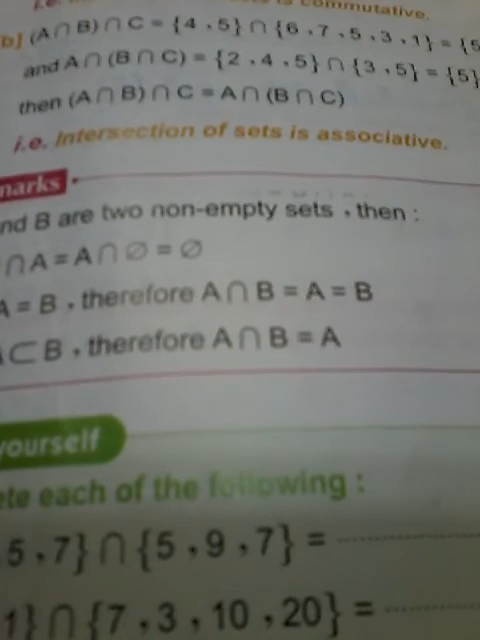 commutative.
b] (A ∩ B) ∩ C = {4 , 5} ∩ {6 , 7 , 5 , 3 , 1} = {5
and A ∩ (B ∩ C) = {2 , 4 , 5} ∩ {3 , 5} = {5}
then (A ∩ B) ∩ C = A ∩ (B ∩ C)
i.e. Intersection of sets is associative.
marks
nd B are two non-empty sets , then :
∩ A = A ∩ ∅ = ∅
A = B , therefore A ∩ B = A = B
A ⊂ B , therefore A ∩ B = A
yourself
ete each of the following :
5 , 7} ∩ {5 , 9 , 7} = ..........
1} ∩ {7 , 3 , 10 , 20} = ..........